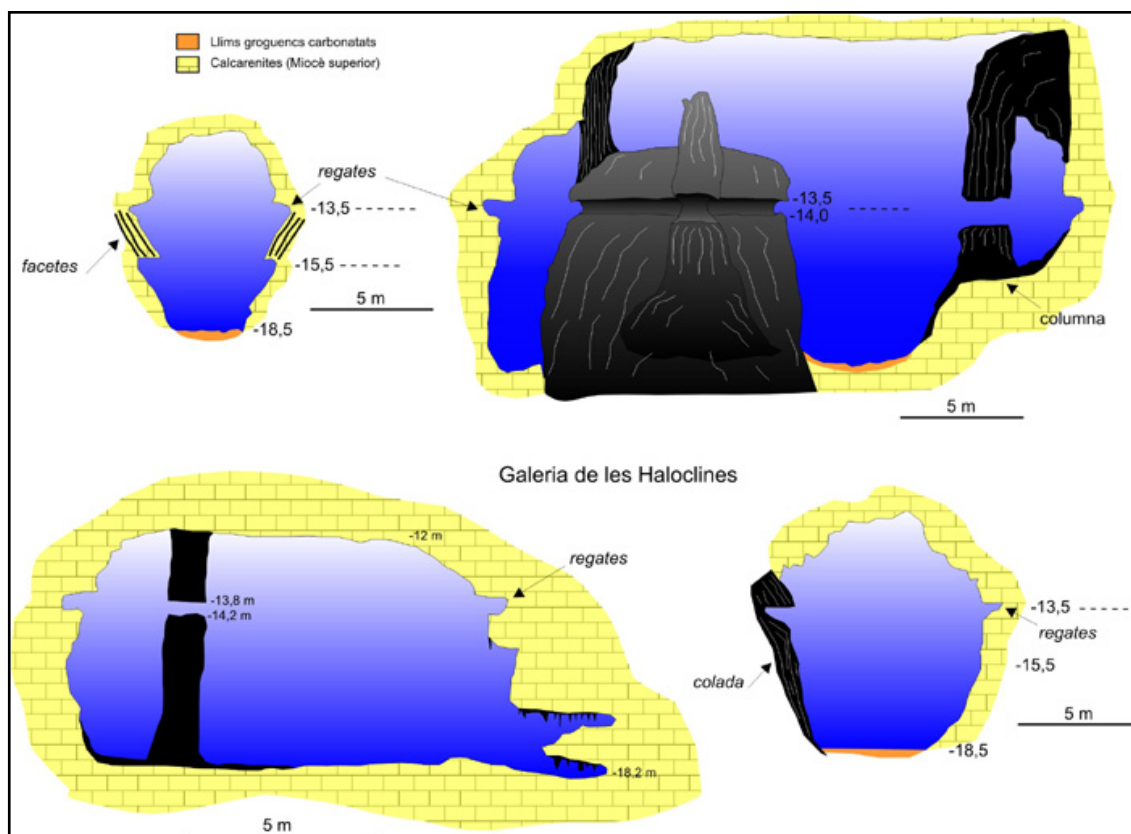 Llims groguencs carbonatats
Calcarenites (Miocè superior)
regates
-13,5
facetes
-15,5
5 m
-18,5
-13,5
-14,0
columna
5 m
Galeria de les Haloclines
-12 m
regates
-13,8 m
-14,2 m
-18,2 m
5 m
-13,5
regates
-15,5
colada
5 m
-18,5